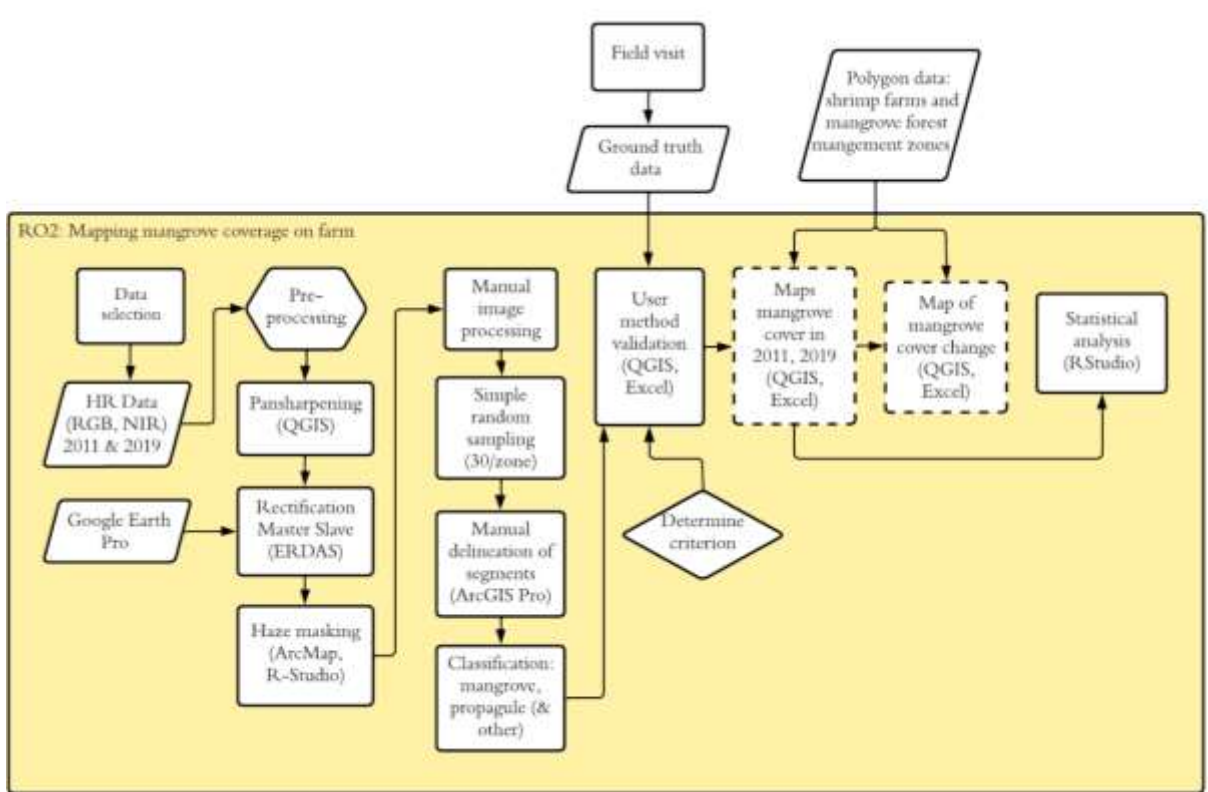 Field visit
Polygon data:
shrimp farms and
mangrove forest
mangement zones
Ground truth
data
RO2: Mapping mangrove coverage on farm
Data
selection
HR Data
(RGB, NIR)
2011 & 2019
Google Earth
Pro
Pre-
processing
Pansharpening
(QGIS)
Rectification
Master Slave
(ERDAS)
Haze masking
(ArcMap,
R-Studio)
Manual
image
processing
Simple
random
sampling
(30/zone)
Manual
delineation of
segments
(ArcGIS Pro)
Classification:
mangrove,
propagule (&
other)
User
method
validation
(QGIS,
Excel)
Determine
criterion
Maps
mangrove
cover in
2011, 2019
(QGIS,
Excel)
Map of
mangrove
cover change
(QGIS,
Excel)
Statistical
analysis
(RStudio)